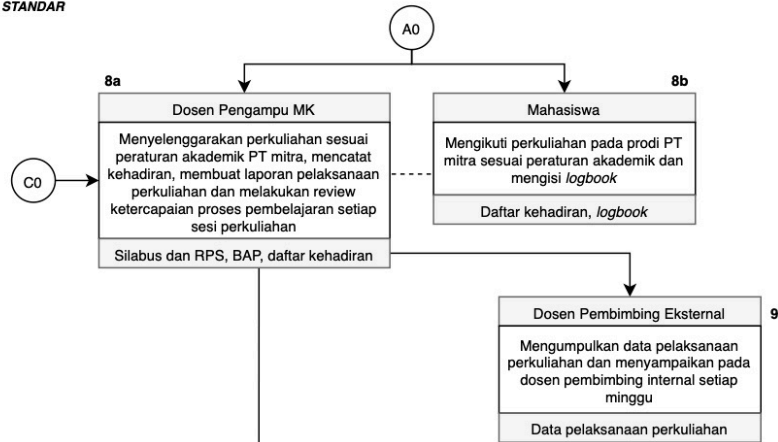 STANDAR
A0
8a
8b
Dosen Pengampu MK
Menyelenggarakan perkuliahan sesuai
peraturan akademik PT mitra, mencatat
kehadiran, membuat laporan pelaksanaan
perkuliahan dan melakukan review
ketercapaian proses pembelajaran setiap
sesi perkuliahan
Silabus dan RPS, BAP, daftar kehadiran
Mahasiswa
Mengikuti perkuliahan pada prodi PT
mitra sesuai peraturan akademik dan
mengisi logbook
Daftar kehadiran, logbook
C0
Dosen Pembimbing Eksternal
9
Mengumpulkan data pelaksanaan
perkuliahan dan menyampaikan pada
dosen pembimbing internal setiap
minggu
Data pelaksanaan perkuliahan